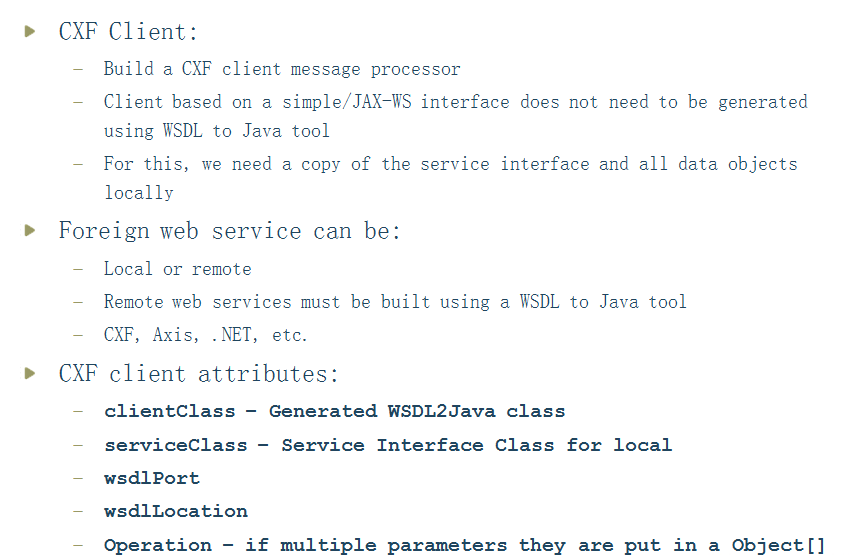 CXF Client:
– Build a CXF client message processor
– Client based on a simple/JAX-WS interface does not need to be generated
using WSDL to Java tool
– For this, we need a copy of the service interface and all data objects
locally
Foreign web service can be:
– Local or remote
– Remote web services must be built using a WSDL to Java tool
– CXF, Axis, .NET, etc.
CXF client attributes:
– clientClass – Generated WSDL2Java class
– serviceClass – Service Interface Class for local
– wsdlPort
– wsdlLocation
– Operation – if multiple parameters they are put in a Object[]